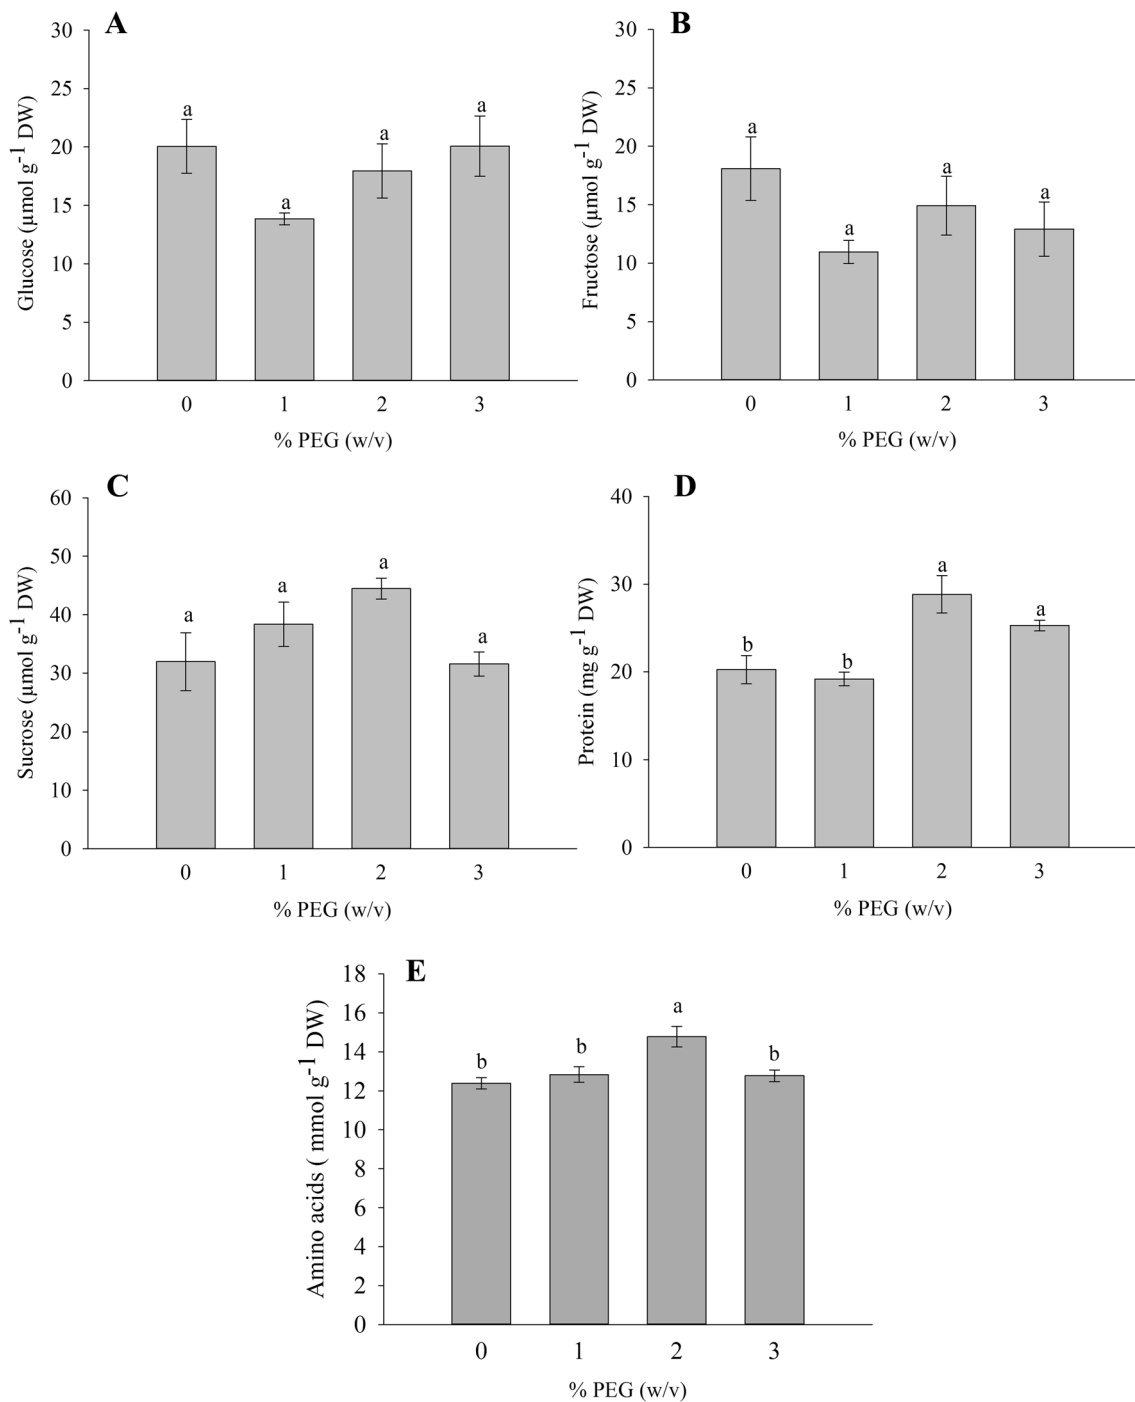 A
30
25
20
15
10
5
0
Glucose (µmol g-1 DW)
a
a
a
a
0 1 2 3
% PEG (w/v)
B
30
25
20
15
10
5
0
Fructose (µmol g-1 DW)
a
a
a
a
0 1 2 3
% PEG (w/v)
C
60
50
40
30
20
10
0
Sucrose (µmol g-1 DW)
a
a
a
a
0 1 2 3
% PEG (w/v)
D
40
30
20
10
0
Protein (mg g-1 DW)
b
b
a
a
0 1 2 3
% PEG (w/v)
E
18
16
14
12
10
8
6
4
2
0
Amino acids ( mmol g-1 DW)
b
b
a
b
0 1 2 3
% PEG (w/v)